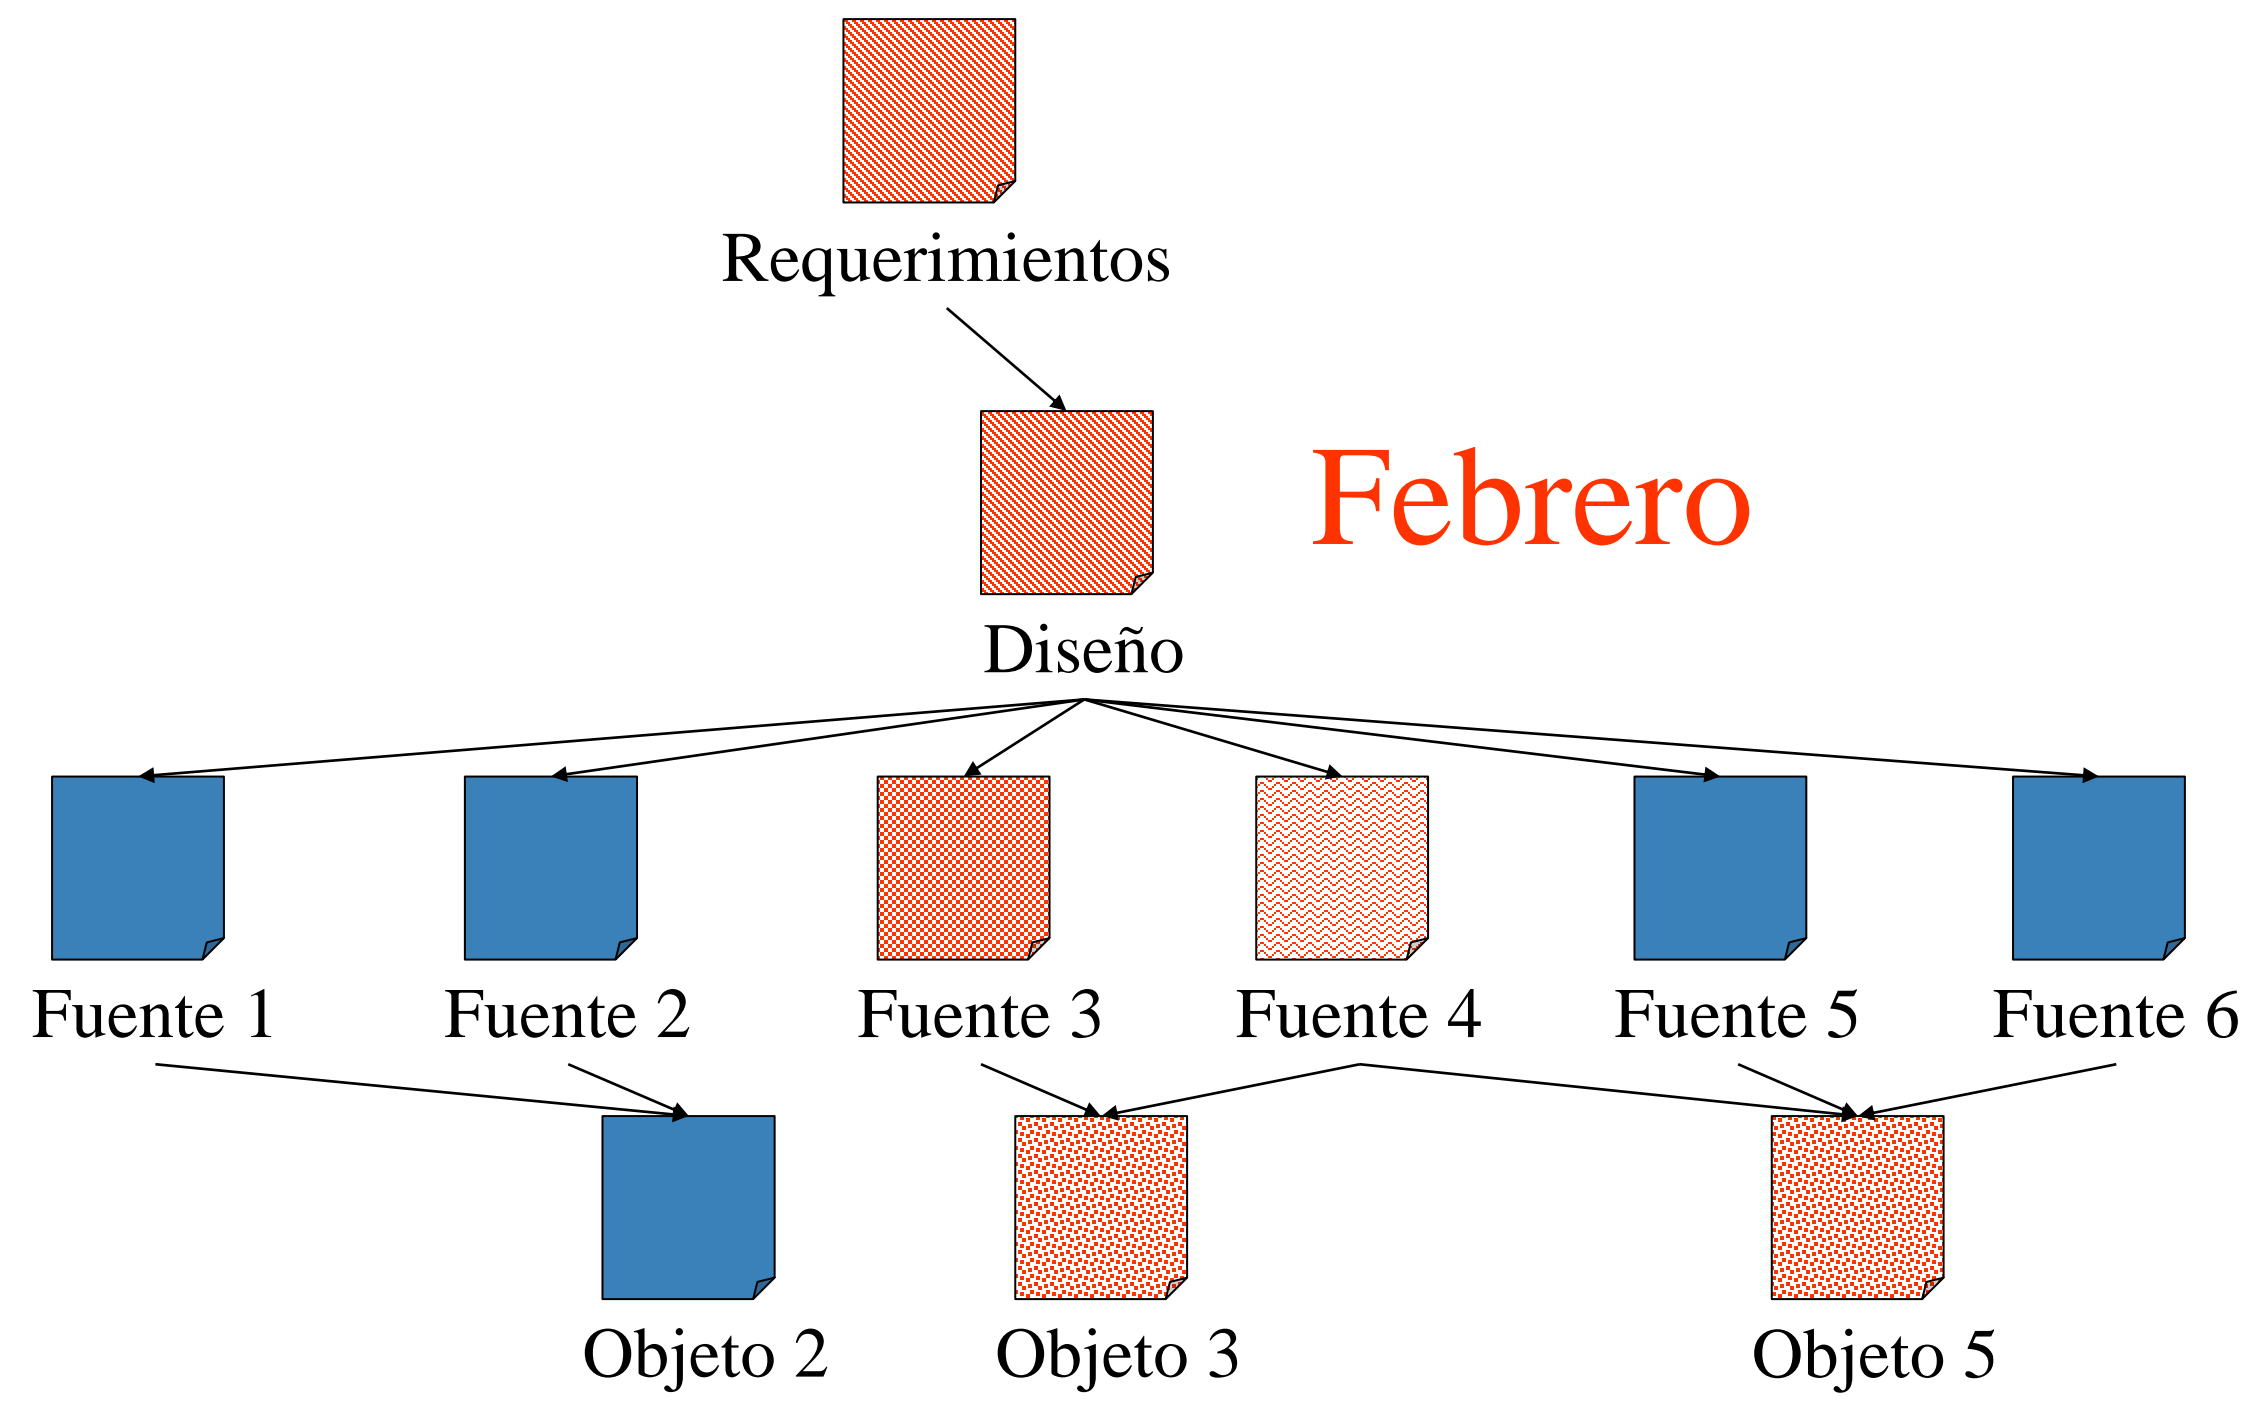 Requerimientos
Febrero
Diseño
Fuente 1
Fuente 2
Fuente 3
Fuente 4
Fuente 5
Fuente 6
Objeto 2
Objeto 3
Objeto 5